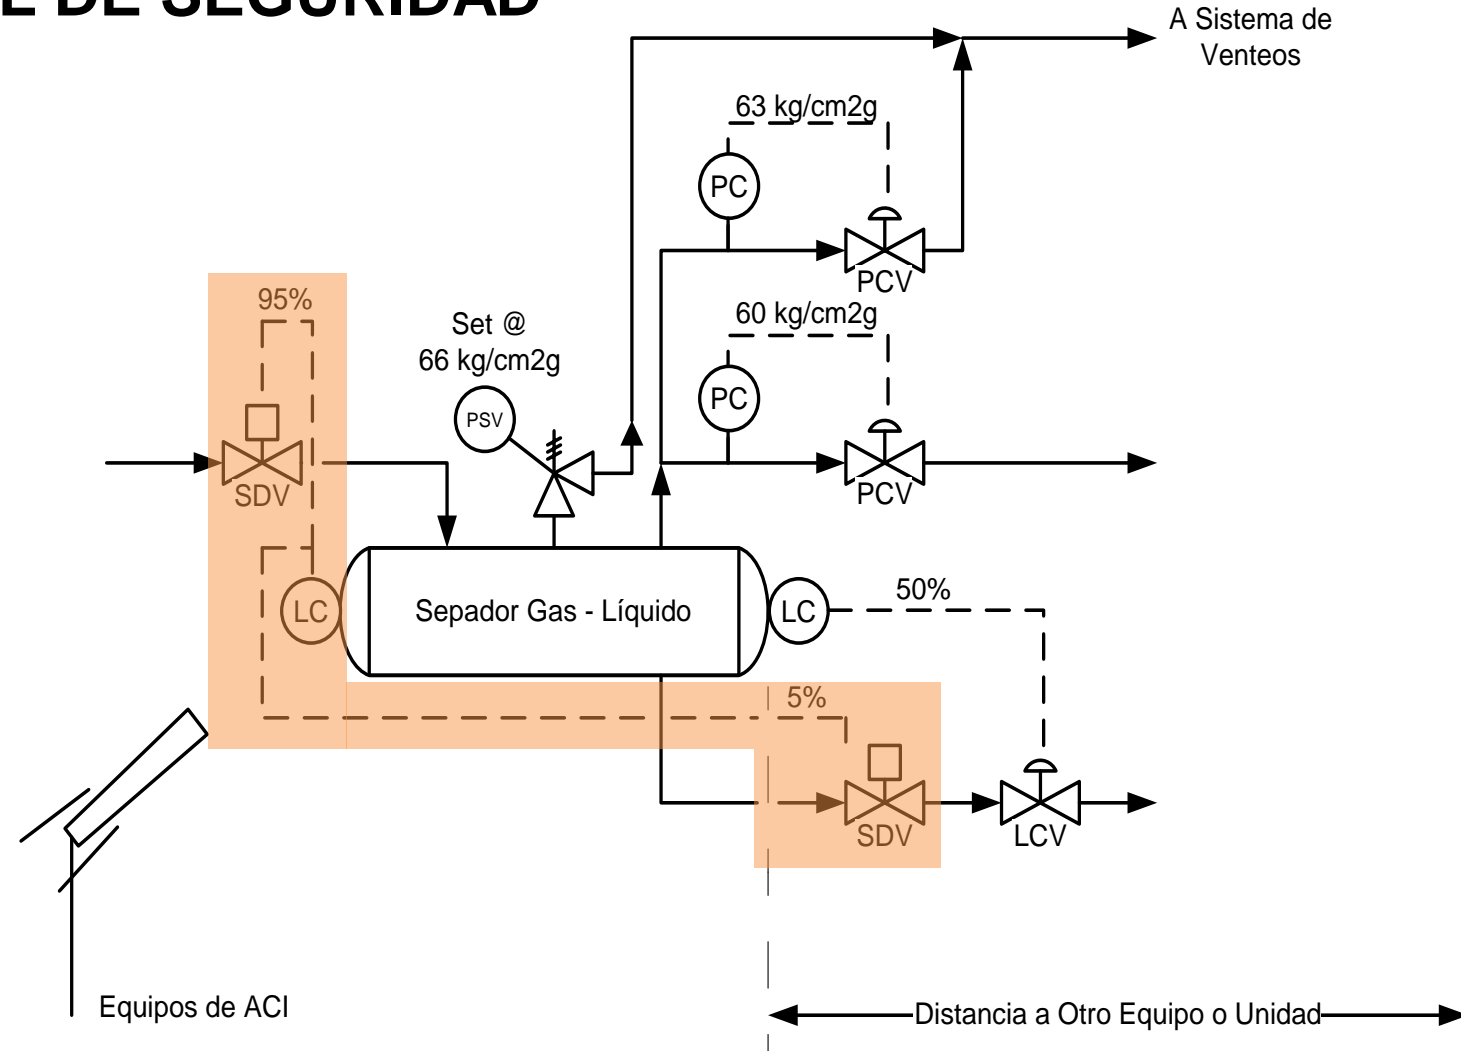 DE SEGURIDAD
A Sistema de
Venteos
63 kg/cm2g
PC
PCV
95%
60 kg/cm2g
Set @
66 kg/cm2g
PSV
PC
SDV
PCV
LC
Sepador Gas - Líquido
LC
50%
5%
SDV
LCV
Equipos de ACI
Distancia a Otro Equipo o Unidad